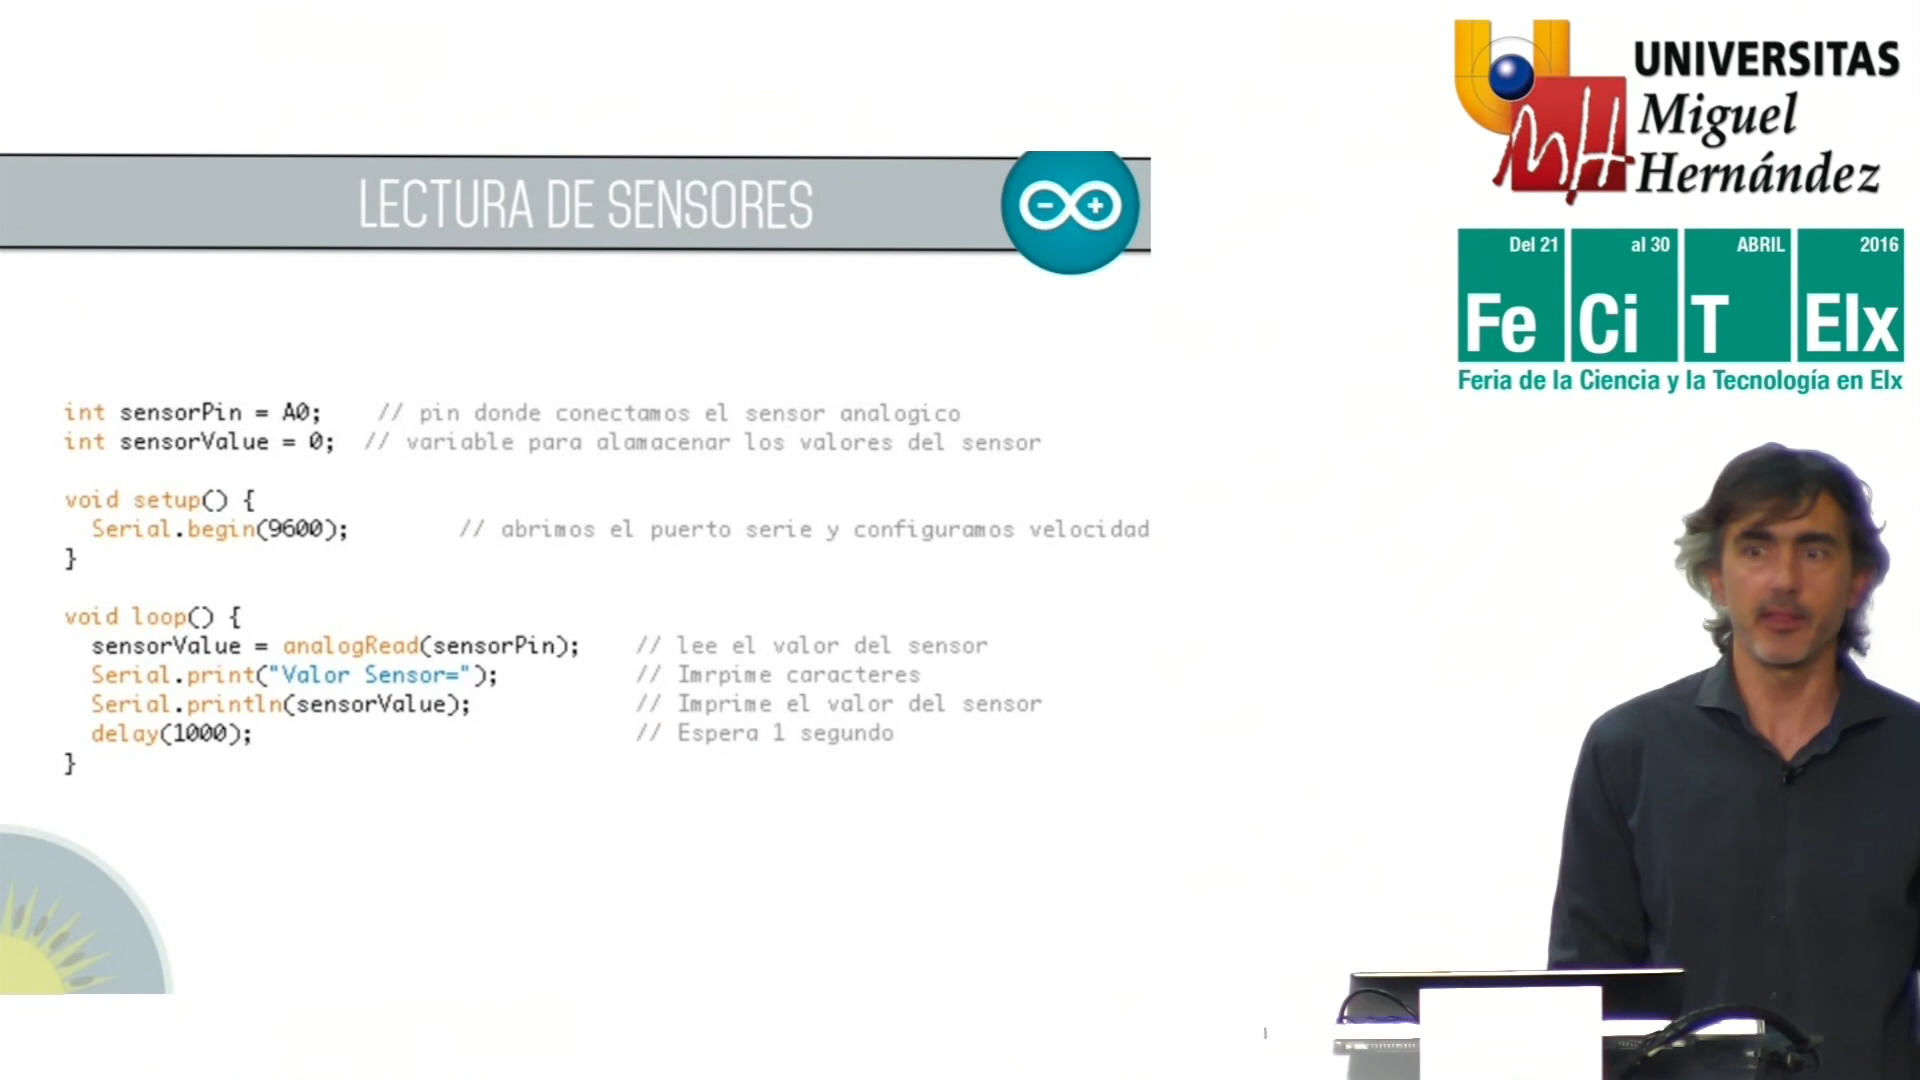 LECTURA DE SENSORES
int sensorPin = A0;    // pin donde conectamos el sensor analogico
int sensorValue = 0;  // variable para alamacenar los valores del sensor
void setup() {
Serial.begin(9600);        // abrimos el puerto serie y configuramos velocidad
}
void loop() {
sensorValue = analogRead(sensorPin);    // lee el valor del sensor
Serial.print("Valor Sensor=");          // Imrpime caracteres
Serial.println(sensorValue);            // Imprime el valor del sensor
delay(1000);                            // Espera 1 segundo
}
UNIVERSITAS
Miguel
Hernández
Del 21 al 30 ABRIL 2016
Fe Ci T Elx
Feria de la Ciencia y la Tecnología en Elx